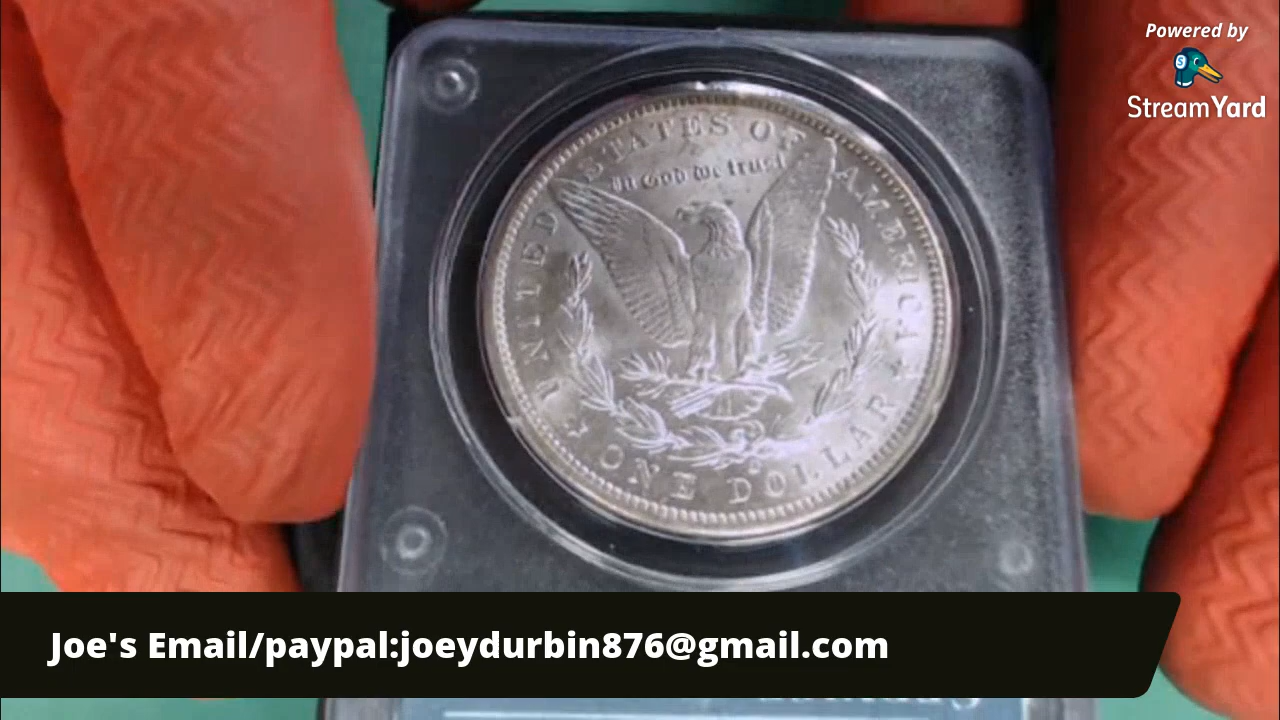 Powered by
StreamYard
UNITED STATES OF AMERICA
In God we trust
ONE DOLLAR
Joe's Email/paypal:joeydurbin876@gmail.com